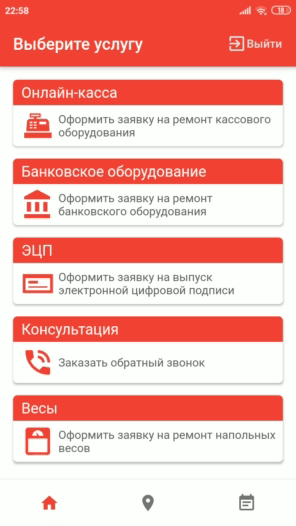 22:58
18
Выберите услугу
Выйти
Онлайн-касса
Оформить заявку на ремонт кассового
оборудования
Банковское оборудование
Оформить заявку на ремонт
банковского оборудования
ЭЦП
Оформить заявку на выпуск
электронной цифровой подписи
Консультация
Заказать обратный звонок
Весы
Оформить заявку на ремонт напольных
весов